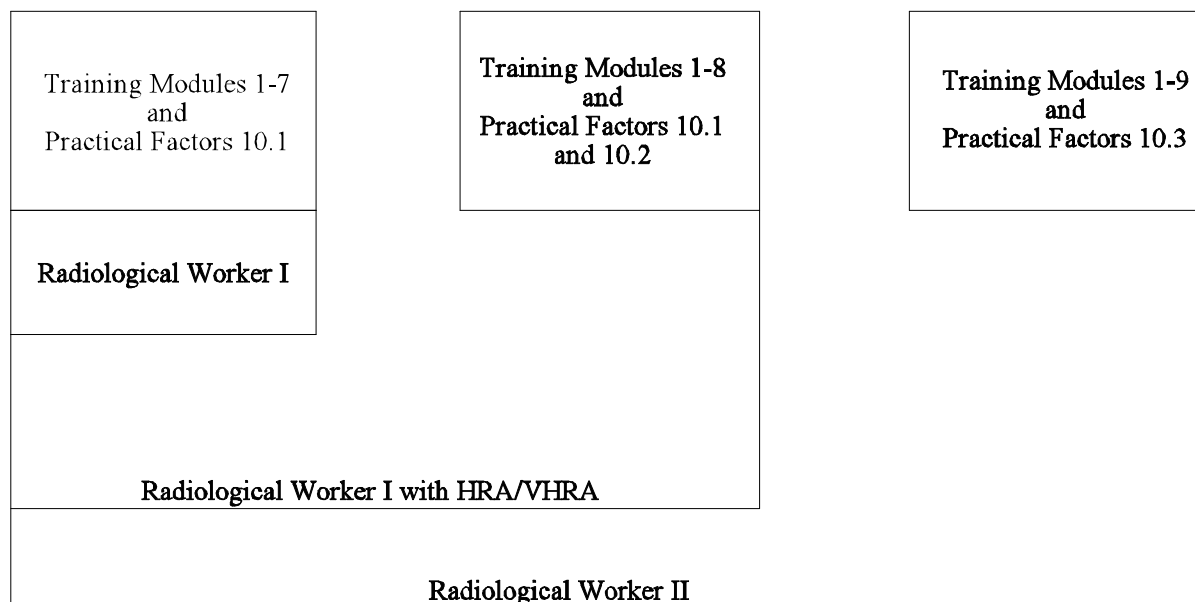 Training Modules 1-7
and
Practical Factors 10.1
Training Modules 1-8
and
Practical Factors 10.1
and 10.2
Training Modules 1-9
and
Practical Factors 10.3
Radiological Worker I
Radiological Worker I with HRA/VHRA
Radiological Worker II